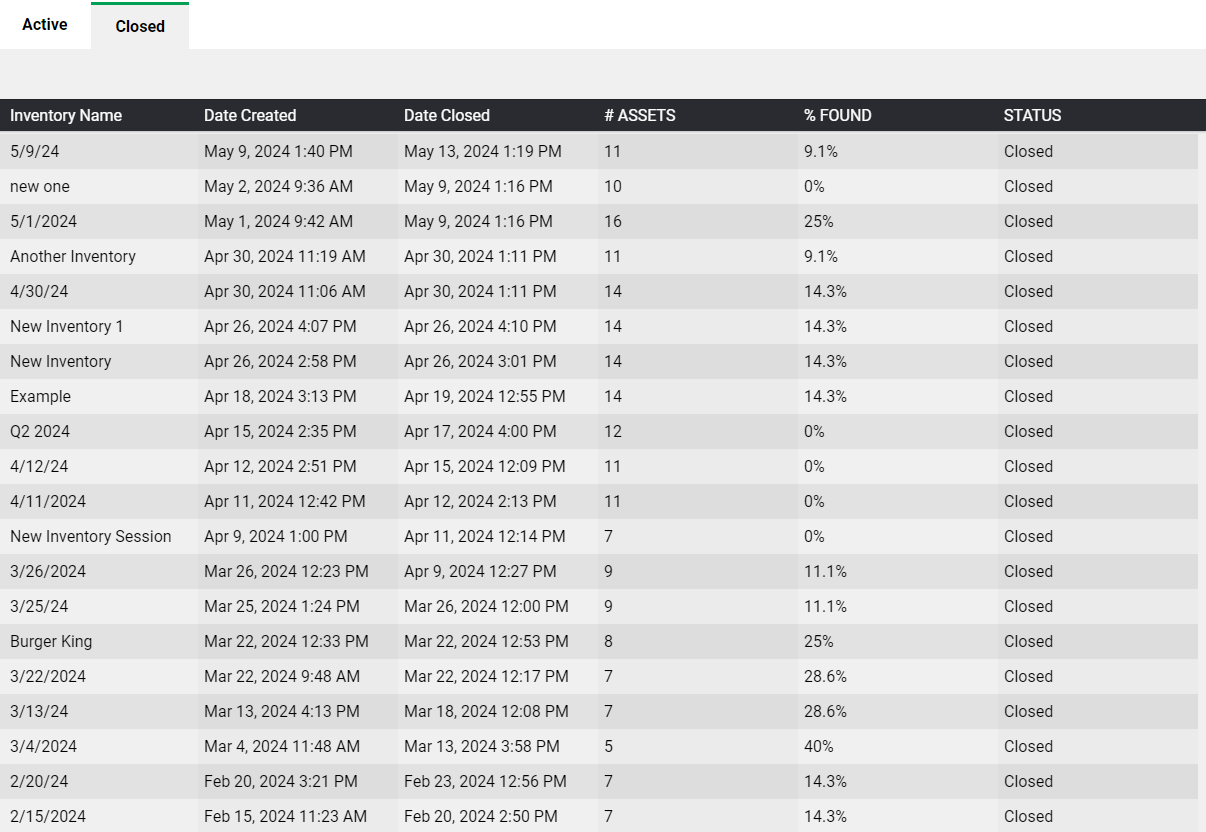 Active Closed
Inventory Name Date Created Date Closed # ASSETS % FOUND STATUS
5/9/24 May 9, 2024 1:40 PM May 13, 2024 1:19 PM 11 9.1% Closed
new one May 2, 2024 9:36 AM May 9, 2024 1:16 PM 10 0% Closed
5/1/2024 May 1, 2024 9:42 AM May 9, 2024 1:16 PM 16 25% Closed
Another Inventory Apr 30, 2024 11:19 AM Apr 30, 2024 1:11 PM 11 9.1% Closed
4/30/24 Apr 30, 2024 11:06 AM Apr 30, 2024 1:11 PM 14 14.3% Closed
New Inventory 1 Apr 26, 2024 4:07 PM Apr 26, 2024 4:10 PM 14 14.3% Closed
New Inventory Apr 26, 2024 2:58 PM Apr 26, 2024 3:01 PM 14 14.3% Closed
Example Apr 18, 2024 3:13 PM Apr 19, 2024 12:55 PM 14 14.3% Closed
Q2 2024 Apr 15, 2024 2:35 PM Apr 17, 2024 4:00 PM 12 0% Closed
4/12/24 Apr 12, 2024 2:51 PM Apr 15, 2024 12:09 PM 11 0% Closed
4/11/2024 Apr 11, 2024 12:42 PM Apr 12, 2024 2:13 PM 11 0% Closed
New Inventory Session Apr 9, 2024 1:00 PM Apr 11, 2024 12:14 PM 7 0% Closed
3/26/2024 Mar 26, 2024 12:23 PM Apr 9, 2024 12:27 PM 9 11.1% Closed
3/25/24 Mar 25, 2024 1:24 PM Mar 26, 2024 12:00 PM 9 11.1% Closed
Burger King Mar 22, 2024 12:33 PM Mar 22, 2024 12:53 PM 8 25% Closed
3/22/2024 Mar 22, 2024 9:48 AM Mar 22, 2024 12:17 PM 7 28.6% Closed
3/13/24 Mar 13, 2024 4:13 PM Mar 18, 2024 12:08 PM 7 28.6% Closed
3/4/2024 Mar 4, 2024 11:48 AM Mar 13, 2024 3:58 PM 5 40% Closed
2/20/24 Feb 20, 2024 3:21 PM Feb 23, 2024 12:56 PM 7 14.3% Closed
2/15/2024 Feb 15, 2024 11:23 AM Feb 20, 2024 2:50 PM 7 14.3% Closed